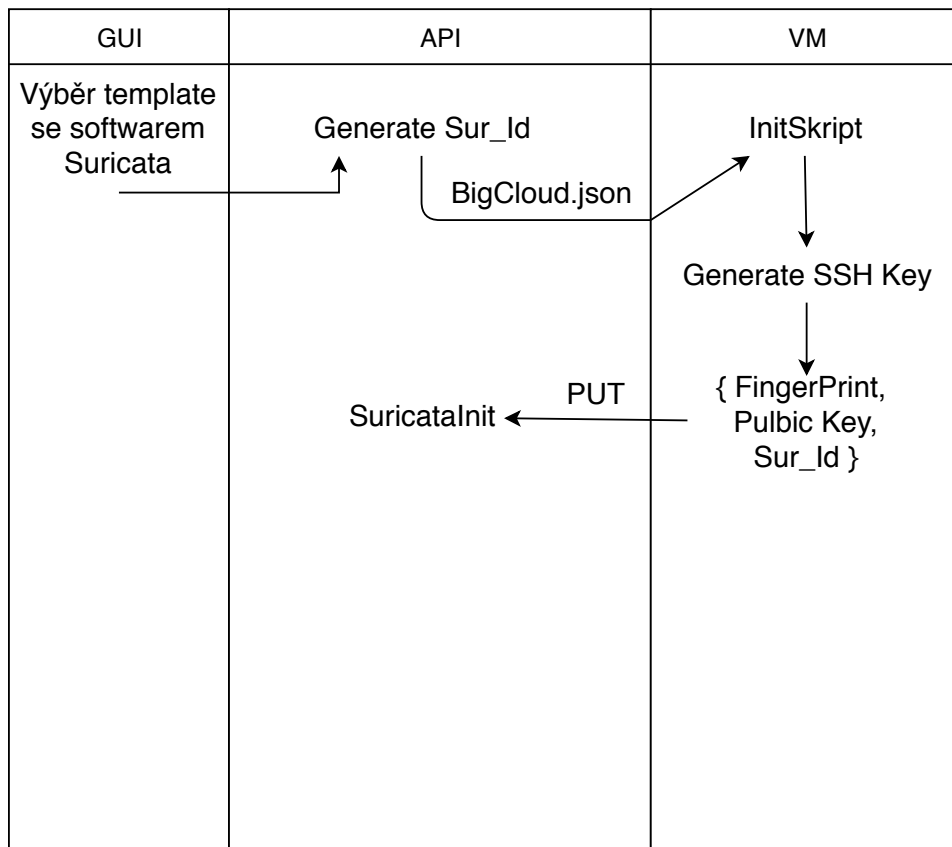 GUI
API
VM
Výběr template
se softwarem
Suricata
Generate Sur_Id
InitSkript
BigCloud.json
Generate SSH Key
{ FingerPrint,
Pulbic Key,
Sur_Id }
PUT
SuricataInit